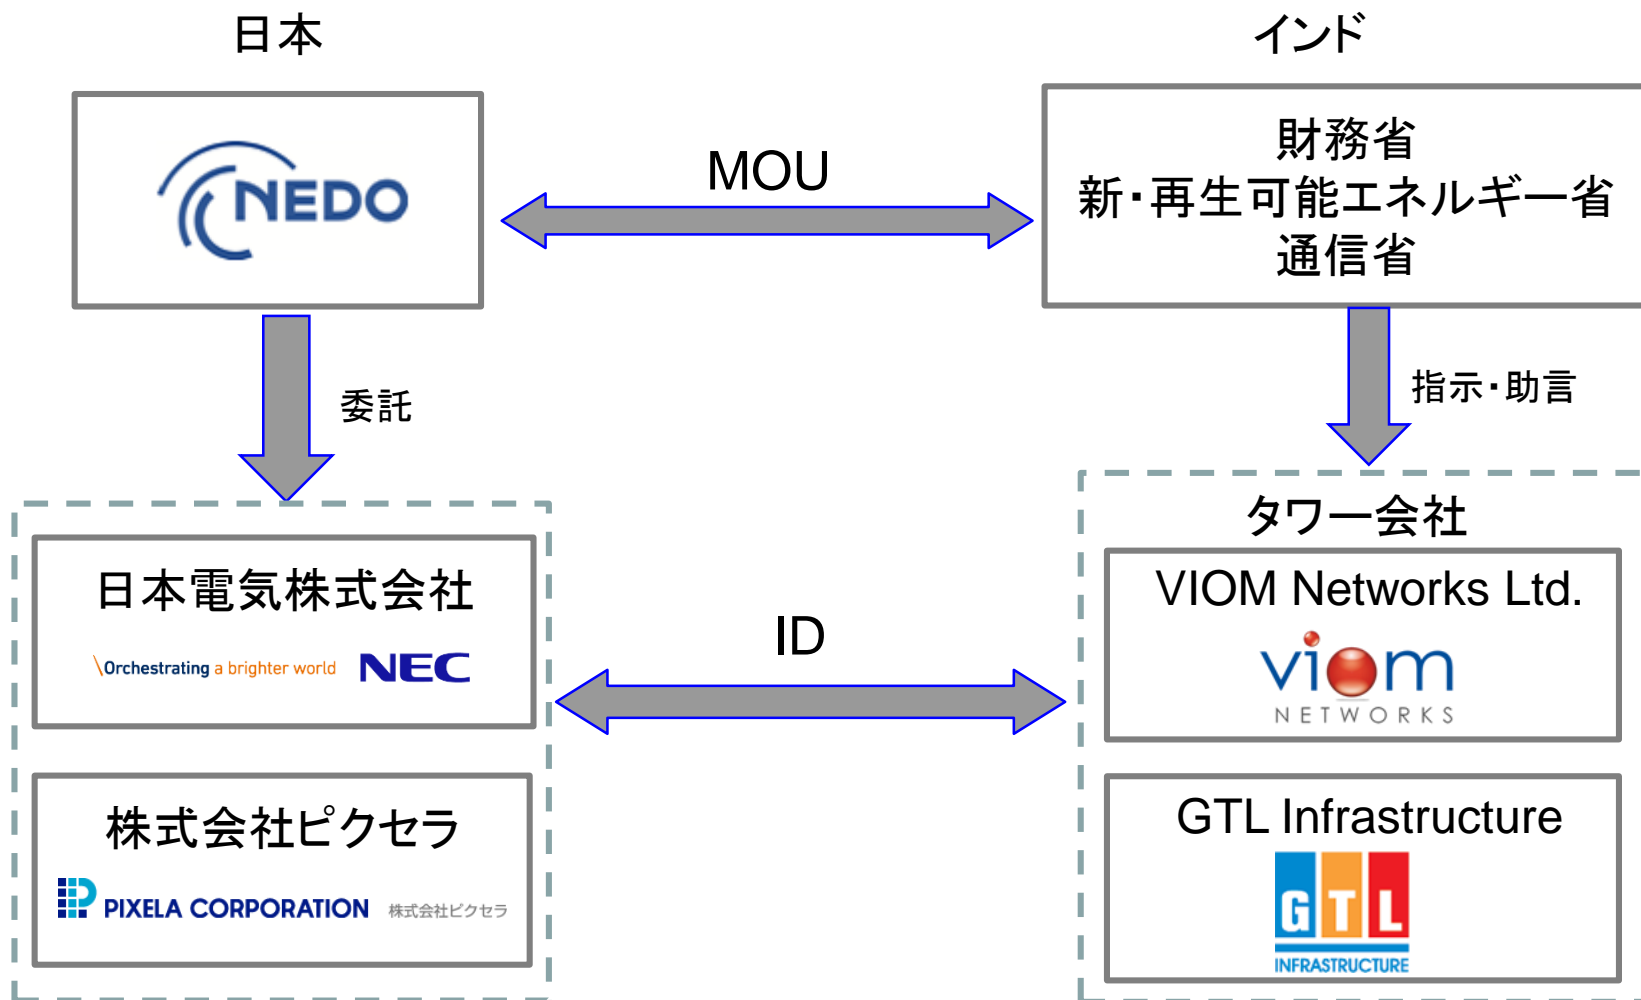 日本
インド
NEDO
MOU
財務省
新・再生可能エネルギー省
通信省
委託
指示・助言
日本電気株式会社
\Orchestrating a brighter world NEC
株式会社ピクセラ
PIXELA CORPORATION 株式会社ピクセラ
ID
タワー会社
VIOM Networks Ltd.
viom
NETWORKS
GTL Infrastructure
GTL
INFRASTRUCTURE